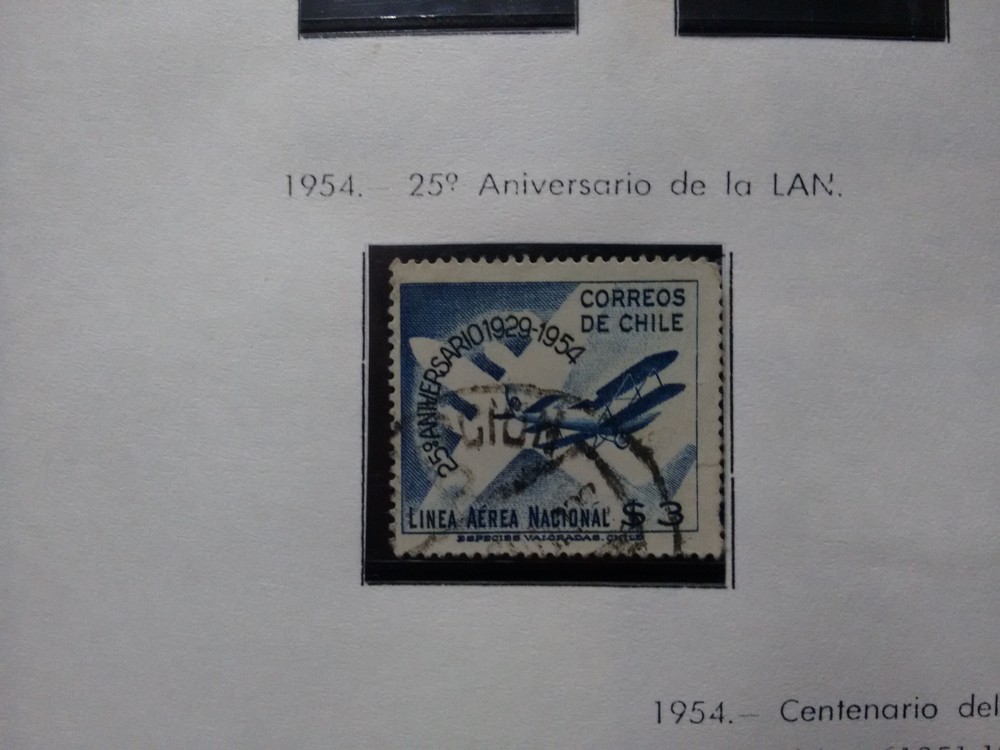 1954.— 25º Aniversario de la LAN.
CORREOS
DE CHILE
25º ANIVERSARIO 1929-1954
LINEA AÉREA NACIONAL $ 3
ESPECIES VALORADAS. CHILE
1954.— Centenario del